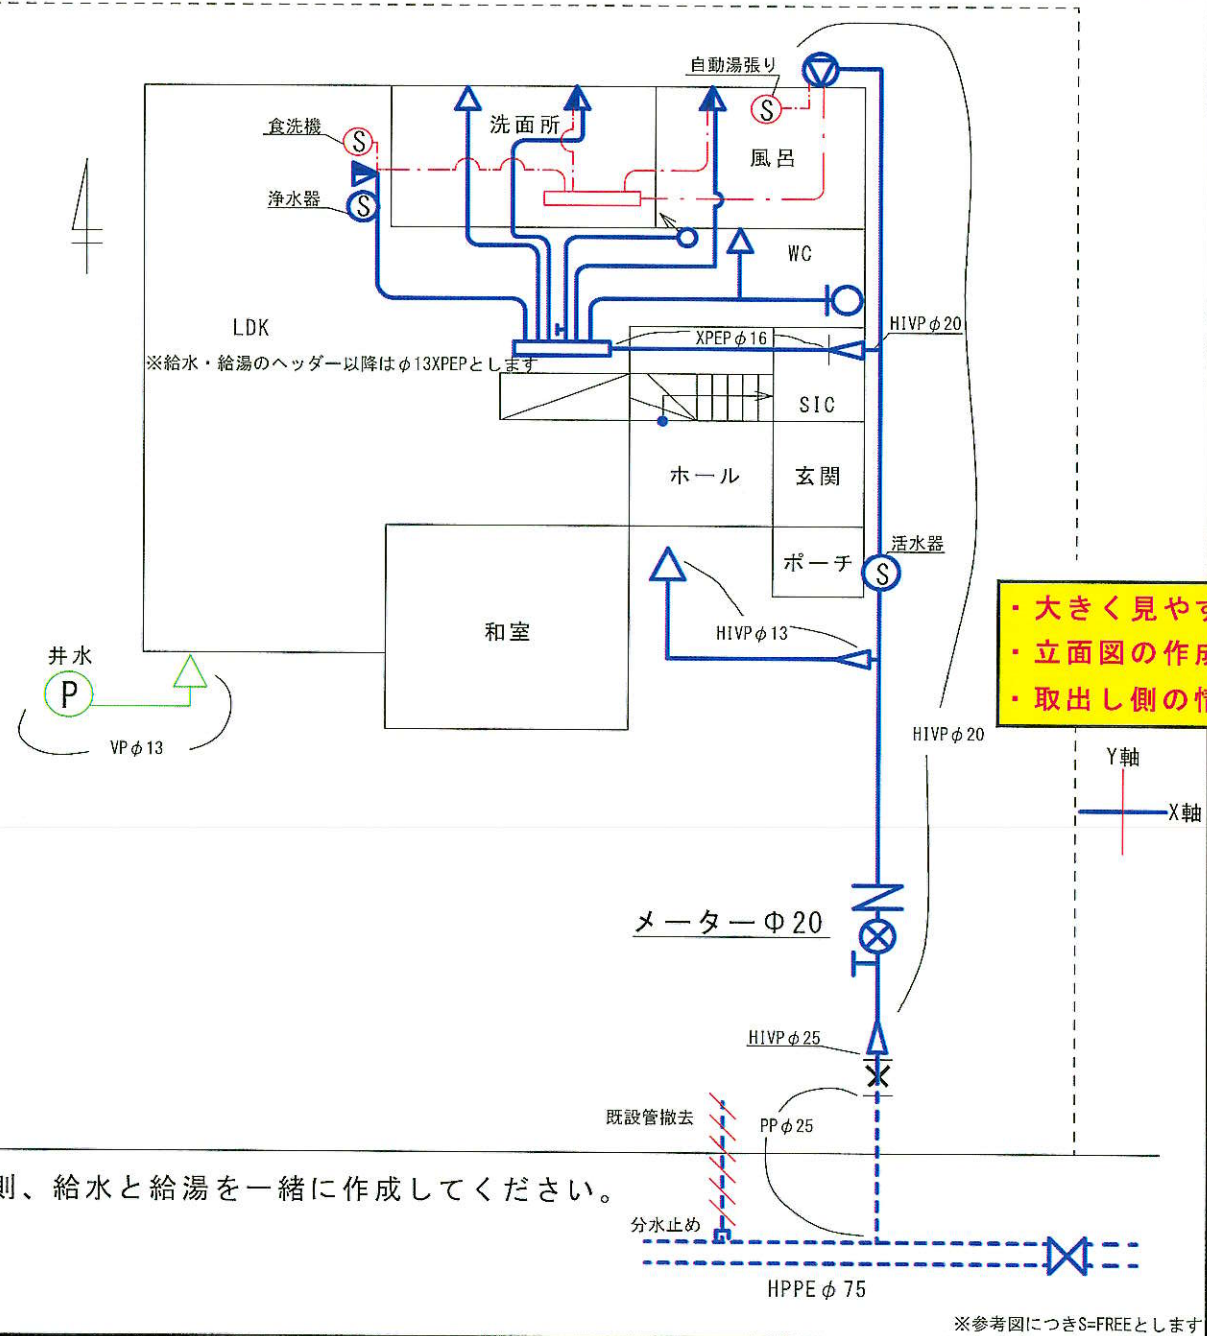 自動湯張り
S
洗面所
食洗機
S
風呂
浄水器
S
WC
LDK
HIVPφ20
XPEPφ16
※給水・給湯のヘッダー以降はφ13XPEPとします
SIC
ホール
玄関
活水器
S
ポーチ
・大きく見やす
・立面図の作成
・取出し側の情
和室
HIVPφ13
井水
P
VPφ13
HIVPφ20
Y軸
X軸
メーターΦ20
HIVPφ25
既設管撤去
PPφ25
則、給水と給湯を一緒に作成してください。
分水止め
HPPEφ75
※参考図につきS=FREEとします